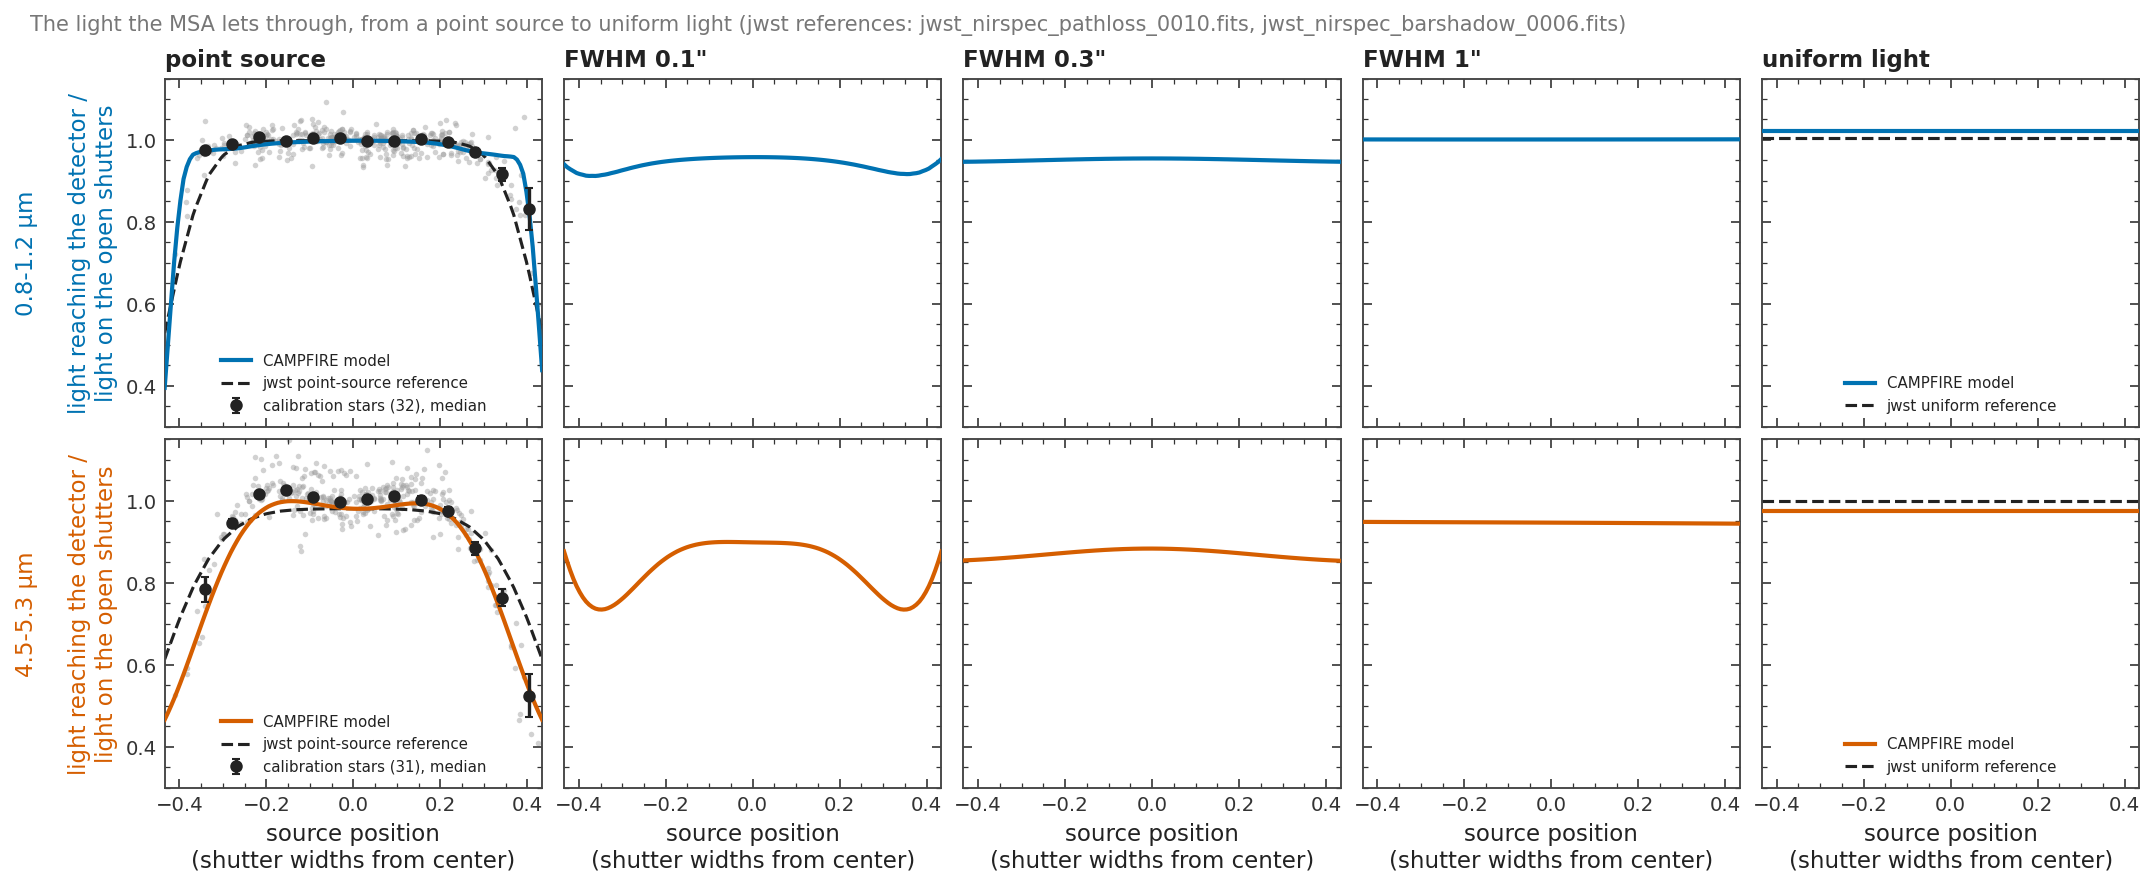 The light the MSA lets through, from a point source to uniform light (jwst references: jwst_nirspec_pathloss_0010.fits, jwst_nirspec_barshadow_0006.fits)
point source
FWHM 0.1"
FWHM 0.3"
FWHM 1"
uniform light
0.8-1.2 µm
light reaching the detector /
light on the open shutters
1.0
0.8
0.6
0.4
CAMPFIRE model
jwst point-source reference
calibration stars (32), median
CAMPFIRE model
jwst uniform reference
4.5-5.3 µm
light reaching the detector /
light on the open shutters
1.0
0.8
0.6
0.4
CAMPFIRE model
jwst point-source reference
calibration stars (31), median
CAMPFIRE model
jwst uniform reference
−0.4 −0.2 0.0 0.2 0.4
source position
(shutter widths from center)
−0.4 −0.2 0.0 0.2 0.4
source position
(shutter widths from center)
−0.4 −0.2 0.0 0.2 0.4
source position
(shutter widths from center)
−0.4 −0.2 0.0 0.2 0.4
source position
(shutter widths from center)
−0.4 −0.2 0.0 0.2 0.4
source position
(shutter widths from center)